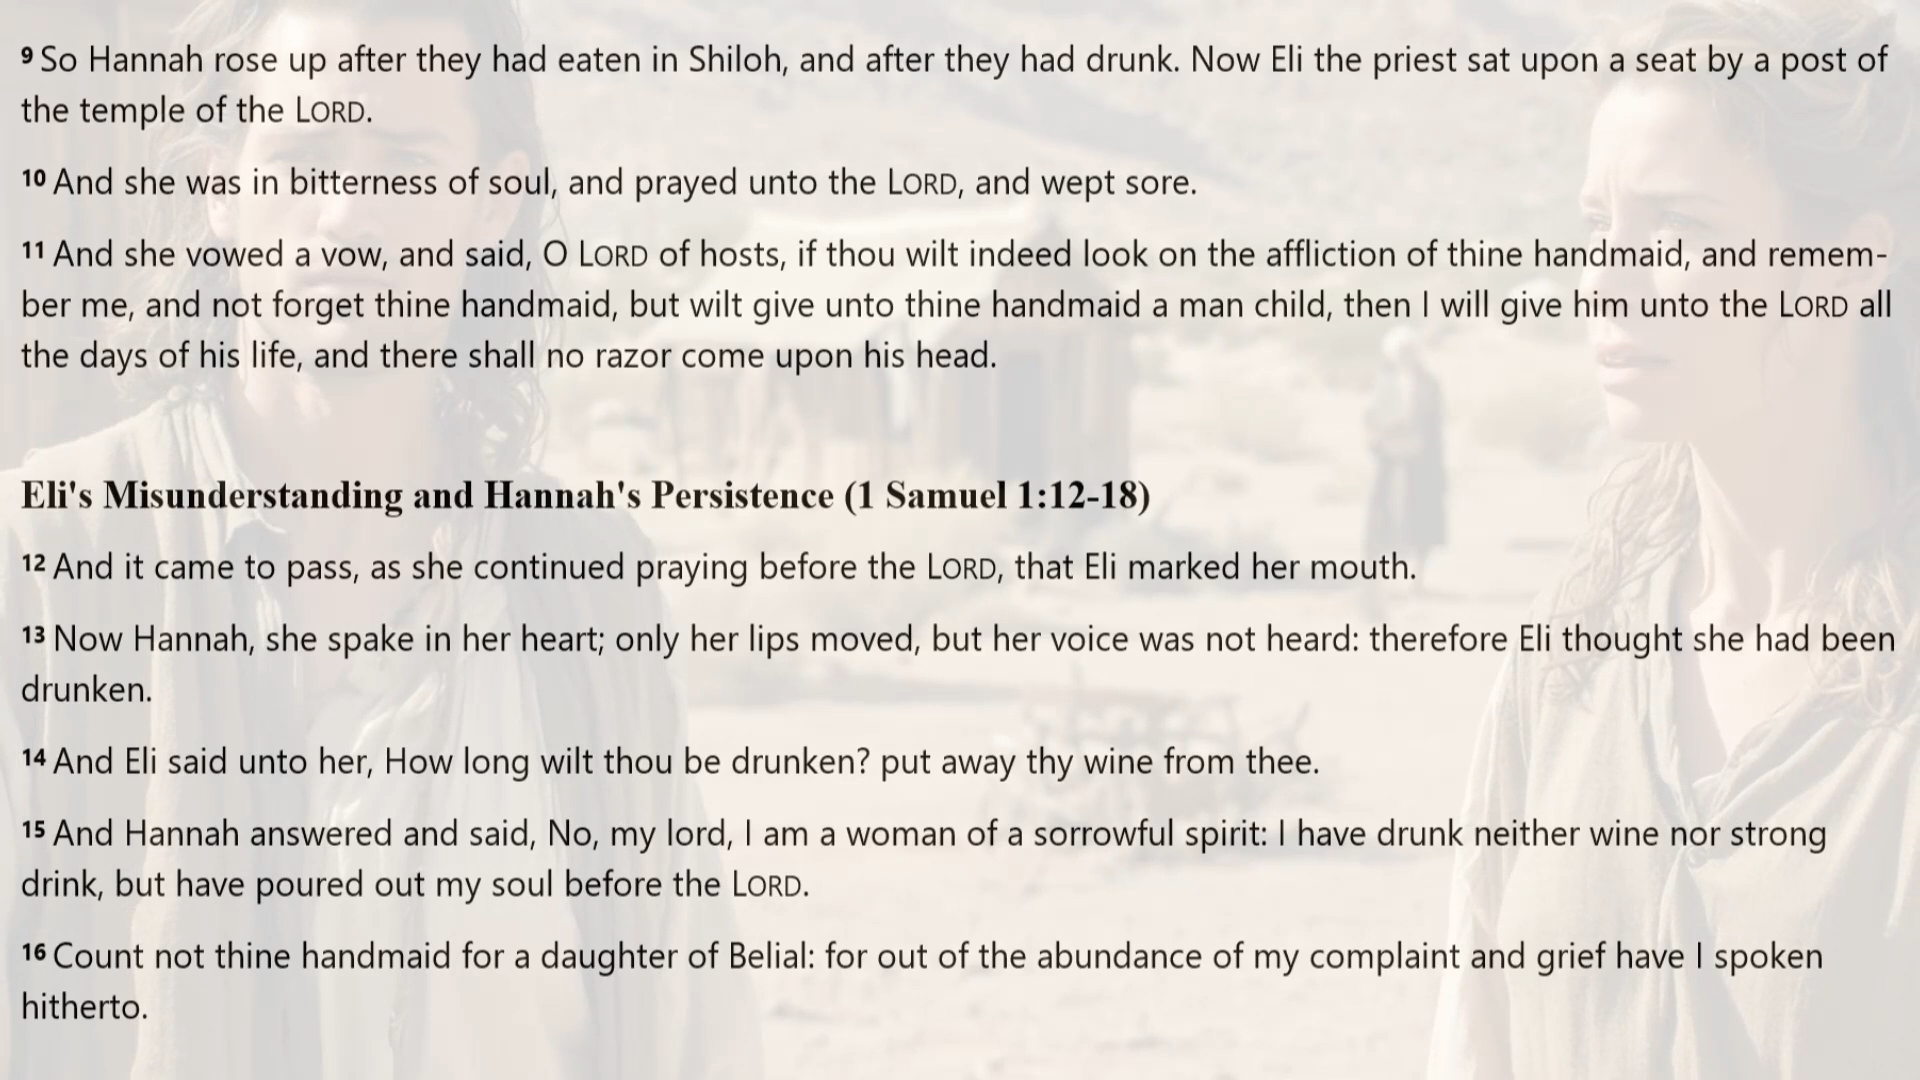 9 So Hannah rose up after they had eaten in Shiloh, and after they had drunk. Now Eli the priest sat upon a seat by a post of
the temple of the LORD.
10 And she was in bitterness of soul, and prayed unto the LORD, and wept sore.
11 And she vowed a vow, and said, O LORD of hosts, if thou wilt indeed look on the affliction of thine handmaid, and remem-
ber me, and not forget thine handmaid, but wilt give unto thine handmaid a man child, then I will give him unto the LORD all
the days of his life, and there shall no razor come upon his head.
Eli's Misunderstanding and Hannah's Persistence (1 Samuel 1:12-18)
12 And it came to pass, as she continued praying before the LORD, that Eli marked her mouth.
13 Now Hannah, she spake in her heart; only her lips moved, but her voice was not heard: therefore Eli thought she had been
drunken.
14 And Eli said unto her, How long wilt thou be drunken? put away thy wine from thee.
15 And Hannah answered and said, No, my lord, I am a woman of a sorrowful spirit: I have drunk neither wine nor strong
drink, but have poured out my soul before the LORD.
16 Count not thine handmaid for a daughter of Belial: for out of the abundance of my complaint and grief have I spoken
hitherto.